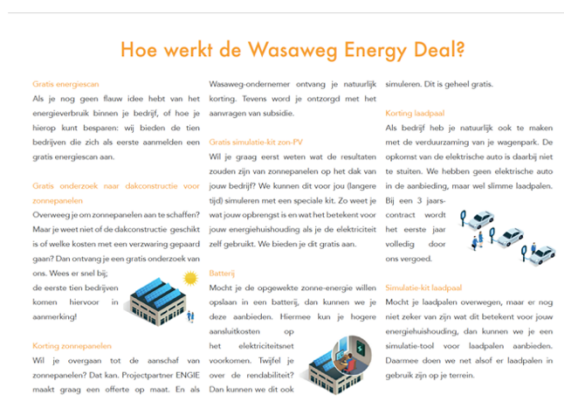 Hoe werkt de Wasaweg Energy Deal?
Gratis energiescan
Als je nog geen flauw idee hebt van het
energieverbruik binnen je bedrijf, of hoe je
hierop kunt besparen: wij bieden de tien
bedrijven die zich als eerste aanmelden een
gratis energiescan aan.
Gratis onderzoek naar dakconstructie voor
zonnepanelen
Overweeg je om zonnepanelen aan te schaffen?
Maar je weet niet of de dakconstructie geschikt
is of welke kosten met een verzwaring gepaard
gaan? Dan ontvang je een gratis onderzoek van
ons. Wees er snel bij;
de eerste tien bedrijven
komen hiervoor in
aanmerking!
Korting zonnepanelen
Wil je overgaan tot de aanschaf van
zonnepanelen? Dat kan. Projectpartner ENGIE
maakt graag een offerte op maat. En als
Wasaweg-ondernemer ontvang je natuurlijk
korting. Tevens word je ontzorgd met het
aanvragen van subsidie.
Gratis simulatie-kit zon-PV
Wil je graag eerst weten wat de resultaten
zouden zijn van zonnepanelen op het dak van
jouw bedrijf? We kunnen dit voor jou (langere
tijd) simuleren met een speciale kit. Zo weet je
wat jouw opbrengst is en wat het betekent voor
jouw energiehuishouding als je de elektriciteit
zelf gebruikt. We bieden je dit gratis aan.
Batterij
Mocht je de opgewekte zonne-energie willen
opslaan in een batterij, dan kunnen we je
deze aanbieden. Hiermee kun je hogere
aansluitkosten op
het elektriciteitsnet
voorkomen. Twijfel je
over de rendabiliteit?
Dan kunnen we dit ook
simuleren. Dit is geheel gratis.
Korting laadpaal
Als bedrijf heb je natuurlijk ook te maken
met de verduurzaming van je wagenpark. De
opkomst van de elektrische auto is daarbij niet
te stuiten. We hebben geen elektrische auto
in de aanbieding, maar wel slimme laadpalen.
Bij een 3 jaars-
contract wordt
het eerste jaar
volledig door
ons vergoed.
Simulatie-kit laadpaal
Mocht je laadpalen overwegen, maar er nog
niet zeker van zijn wat dit betekent voor jouw
energiehuishouding, dan kunnen we je een
simulatie-tool voor laadpalen aanbieden.
Daarmee doen we net alsof er laadpalen in
gebruik zijn op je terrein.